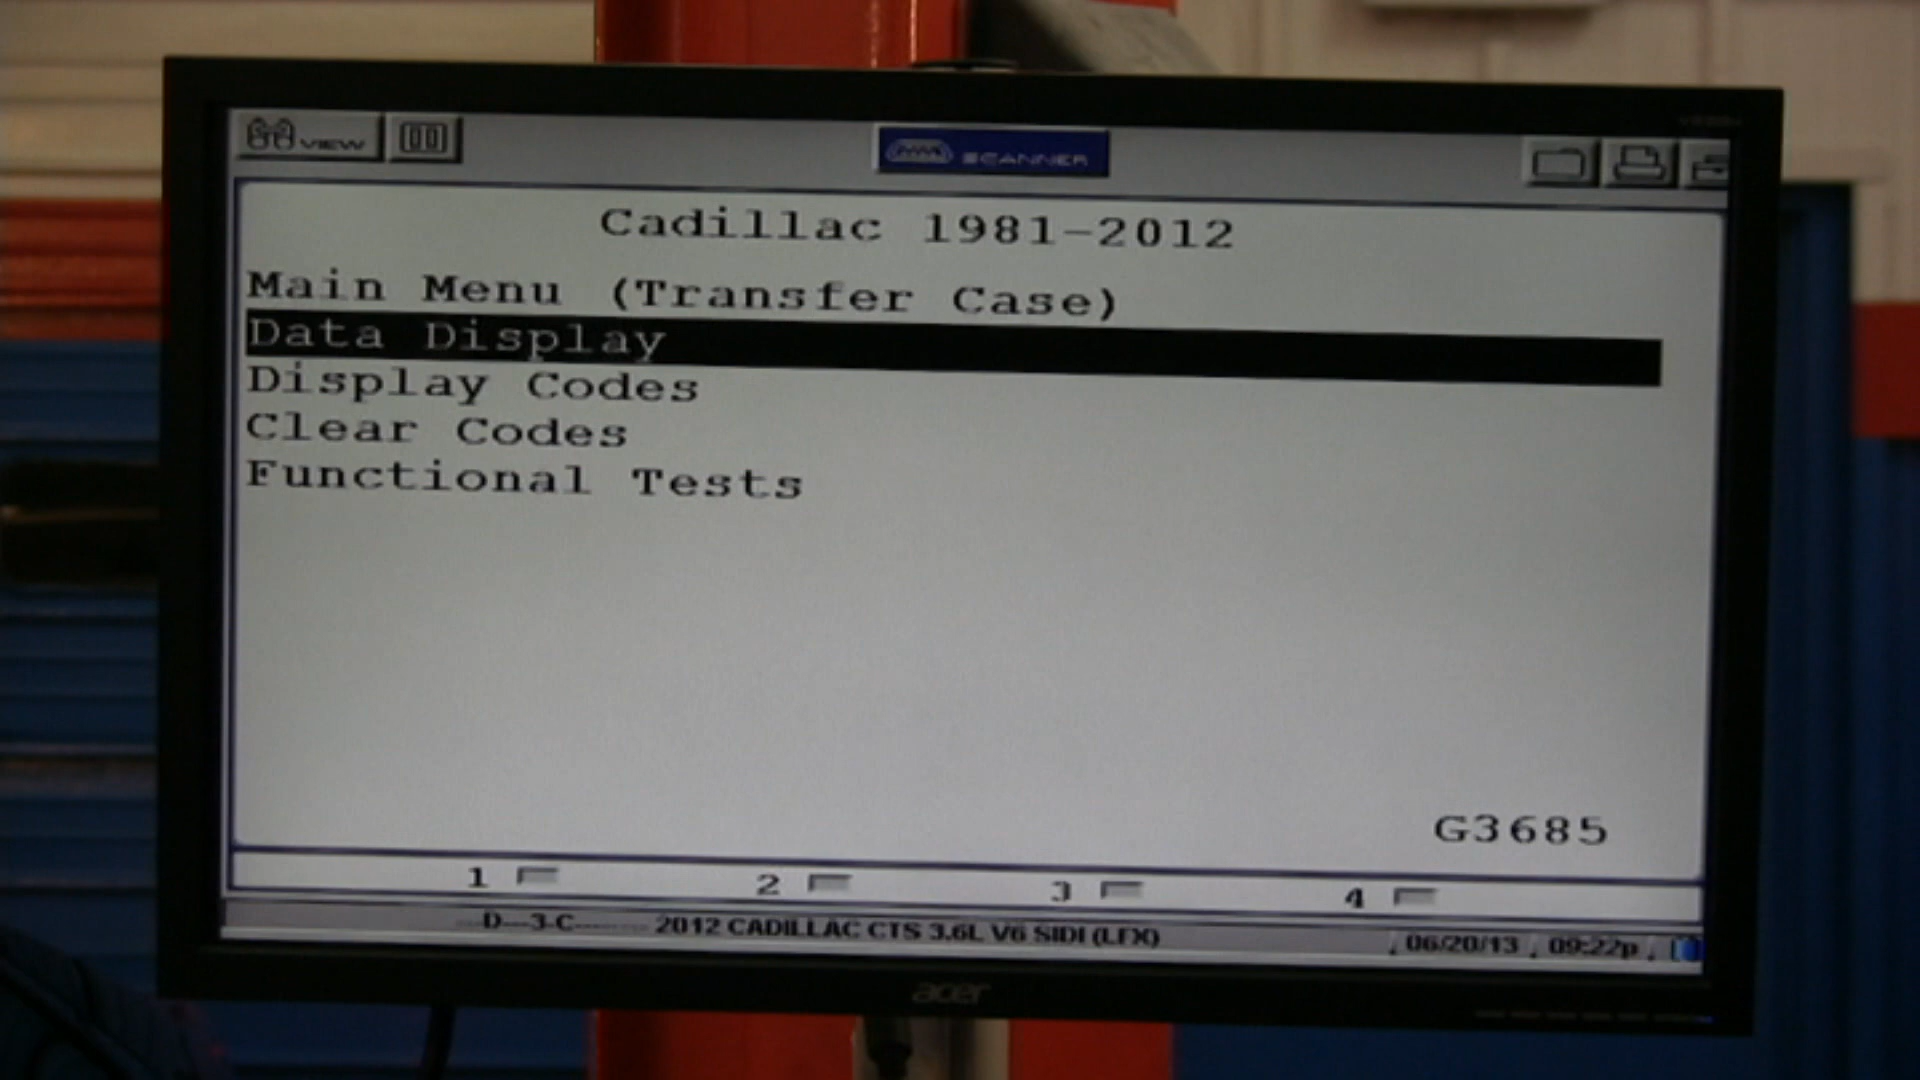 VIEW
SCANNER
Cadillac 1981-2012
Main Menu (Transfer Case)
Data Display
Display Codes
Clear Codes
Functional Tests
G3685
1 2 3 4
---D---3-C-------- 2012 CADILLAC CTS 3.6L V6 SIDI (LFX) 06/20/13 09:22p
acer